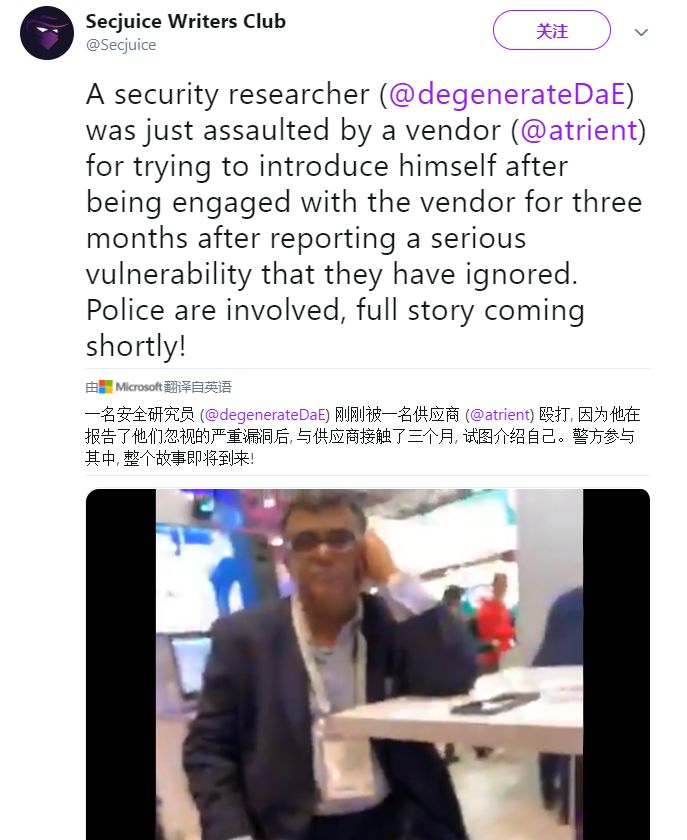 Secjuice Writers Club
@Secjuice
关注
A security researcher (@degenerateDaE)
was just assaulted by a vendor (@atrient)
for trying to introduce himself after
being engaged with the vendor for three
months after reporting a serious
vulnerability that they have ignored.
Police are involved, full story coming
shortly!
由 Microsoft 翻译自英语
一名安全研究员 (@degenerateDaE) 刚刚被一名供应商 (@atrient) 殴打, 因为他在
报告了他们忽视的严重漏洞后, 与供应商接触了三个月, 试图介绍自己。警方参与
其中, 整个故事即将到来!